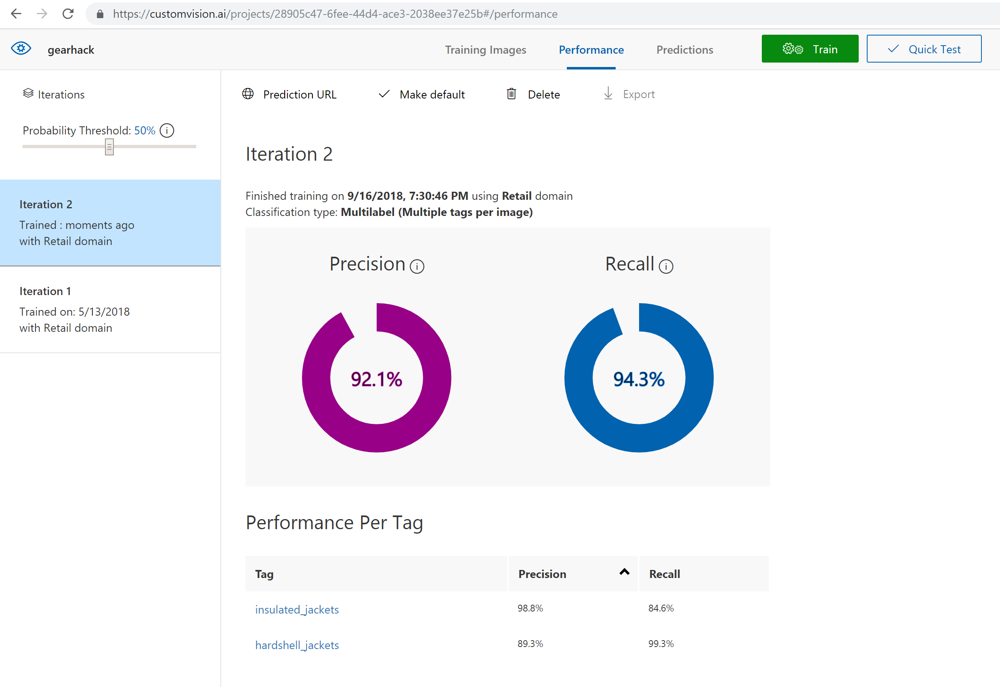 https://customvision.ai/projects/28905c47-6fee-44d4-ace3-2038ee37e25b#/performance
gearhack
Training Images
Performance
Predictions
Train
Quick Test
Iterations
Probability Threshold: 50%
Iteration 2
Trained : moments ago
with Retail domain
Iteration 1
Trained on: 5/13/2018
with Retail domain
Prediction URL
Make default
Delete
Export
Iteration 2
Finished training on 9/16/2018, 7:30:46 PM using Retail domain
Classification type: Multilabel (Multiple tags per image)
Precision
Recall
92.1%
94.3%
Performance Per Tag
Tag Precision Recall
insulated_jackets 98.8% 84.6%
hardshell_jackets 89.3% 99.3%